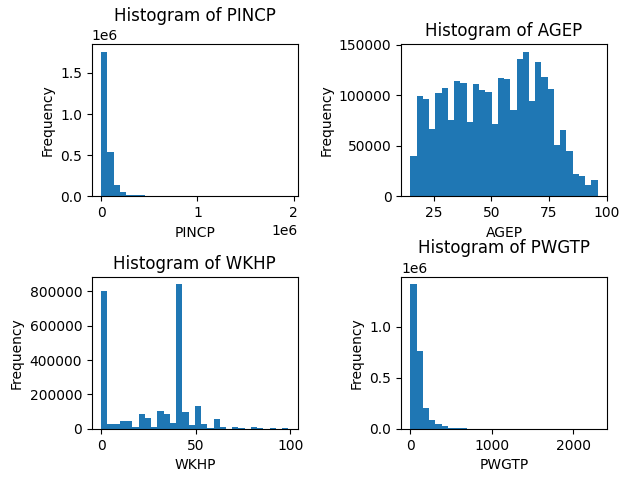 Histogram of PINCP
1e6
Frequency
1.5
1.0
0.5
0.0
0
1
2
1e6
PINCP
Histogram of AGEP
Frequency
150000
100000
50000
0
25
50
75
100
AGEP
Histogram of WKHP
Frequency
800000
600000
400000
200000
0
0
50
100
WKHP
Histogram of PWGTP
1e6
Frequency
1.0
0.5
0.0
0
1000
2000
PWGTP